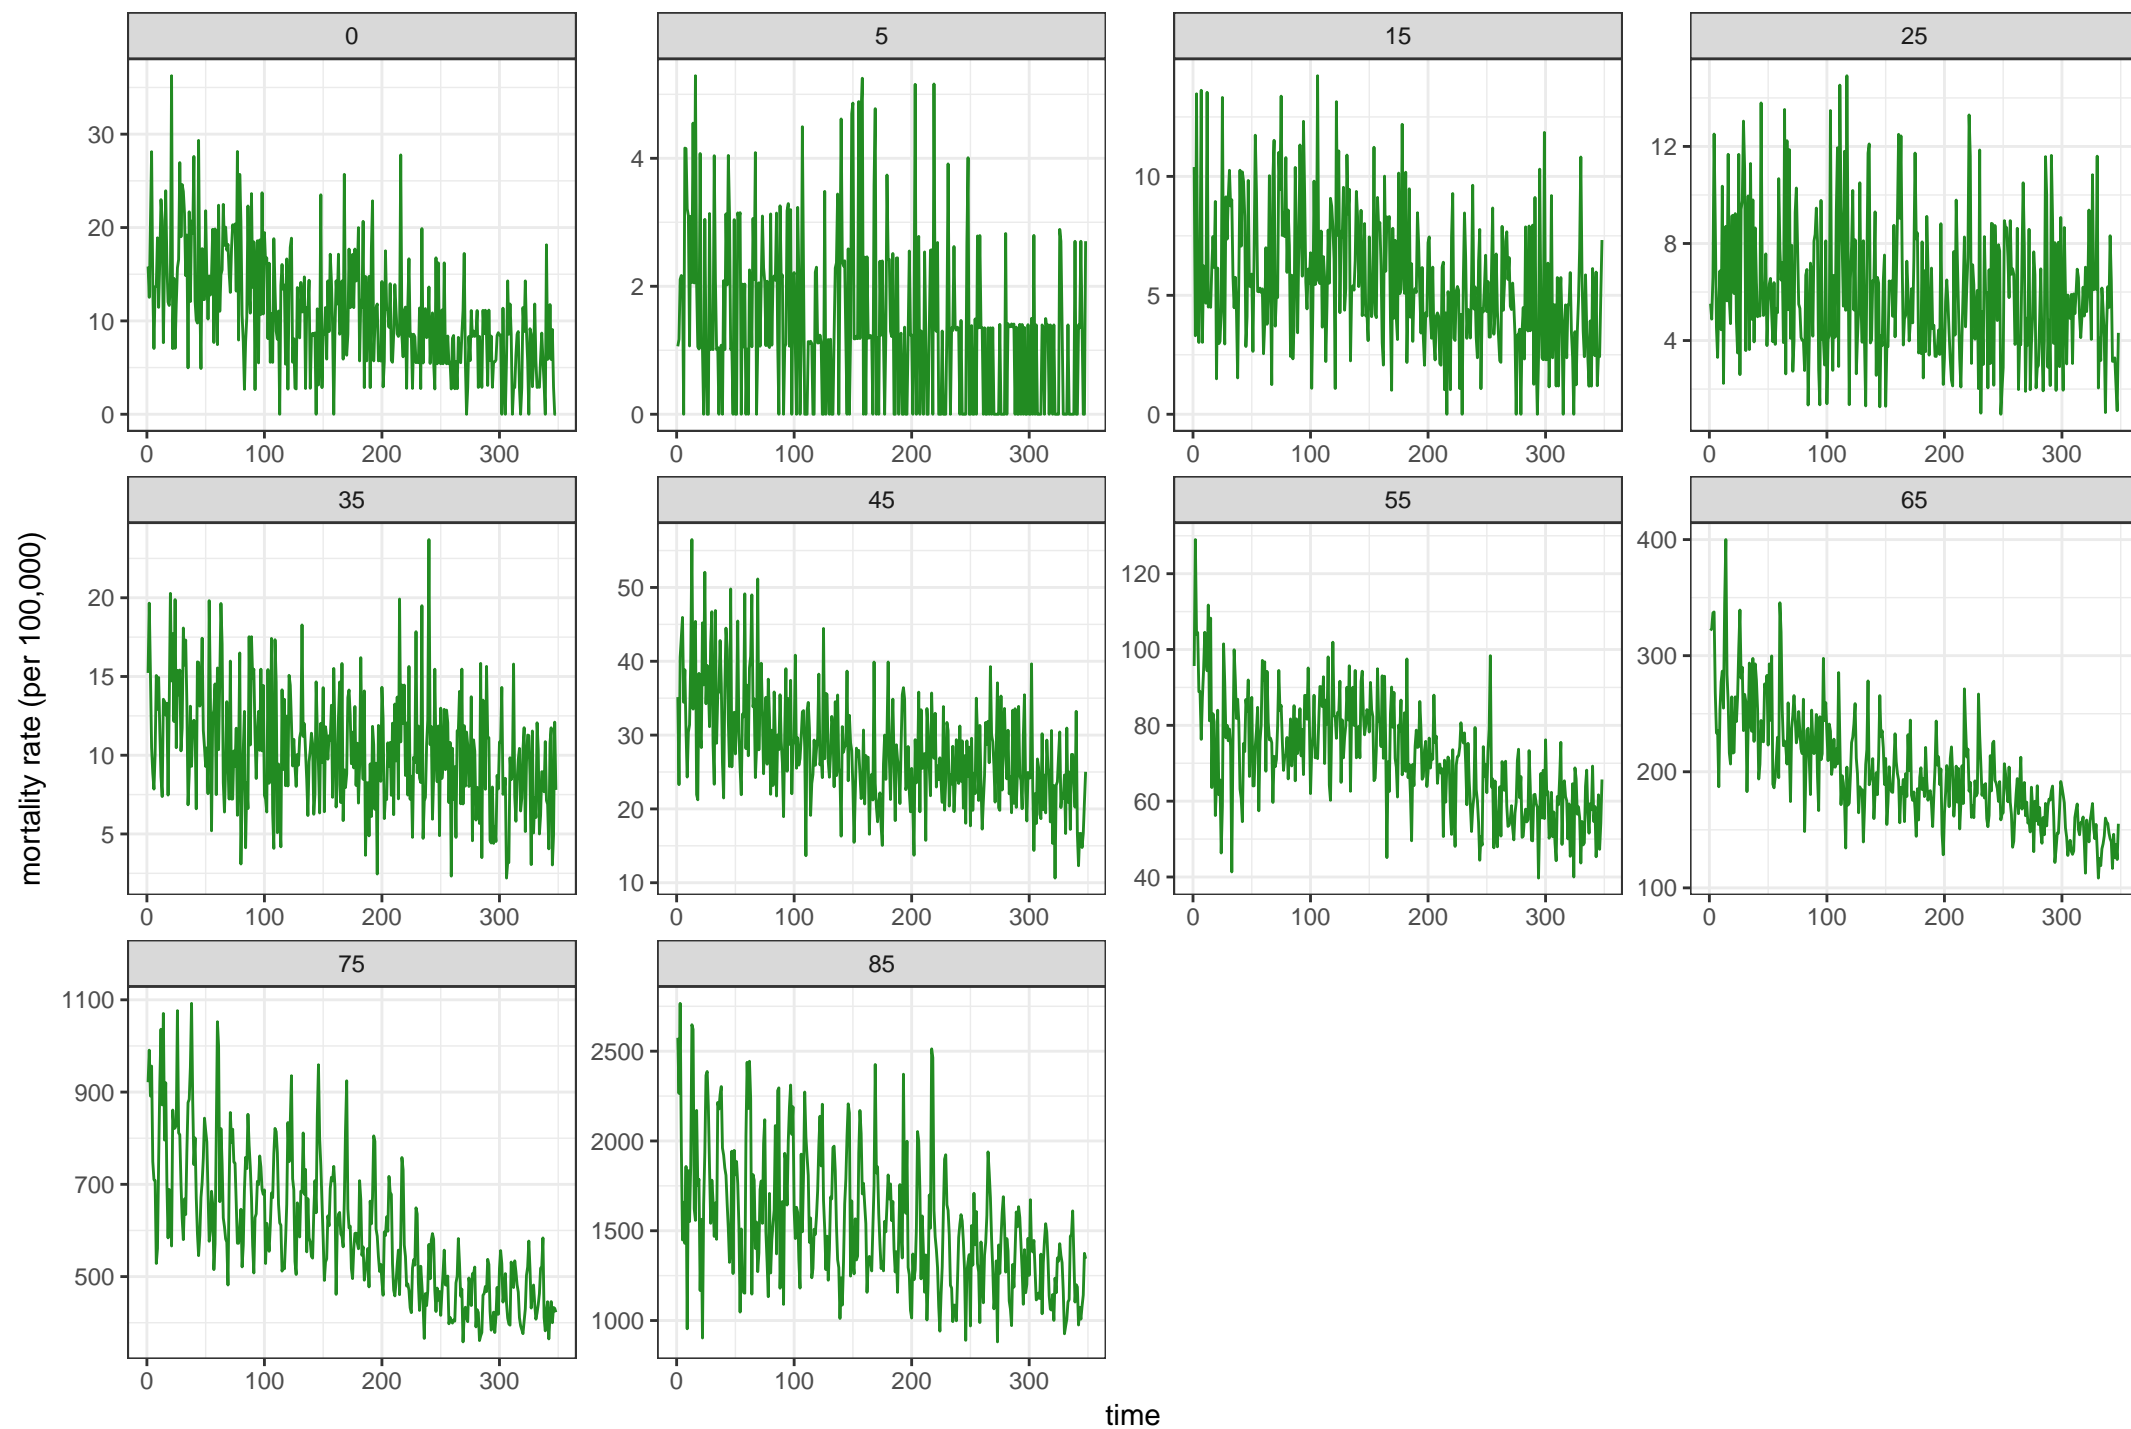 0 5 15 25
30 4 10 12
20 8
10 2 5 4
0 0 0
0 100 200 300 0 100 200 300 0 100 200 300 0 100 200 300
35 45 55 65
mortality rate (per 100,000)
20 50 120 400
15 40 100 300
10 30 80 200
5 20 60 100
10 40
0 100 200 300 0 100 200 300 0 100 200 300 0 100 200 300
75 85
1100 2500
900 2000
700 1500
500 1000
0 100 200 300 0 100 200 300
time